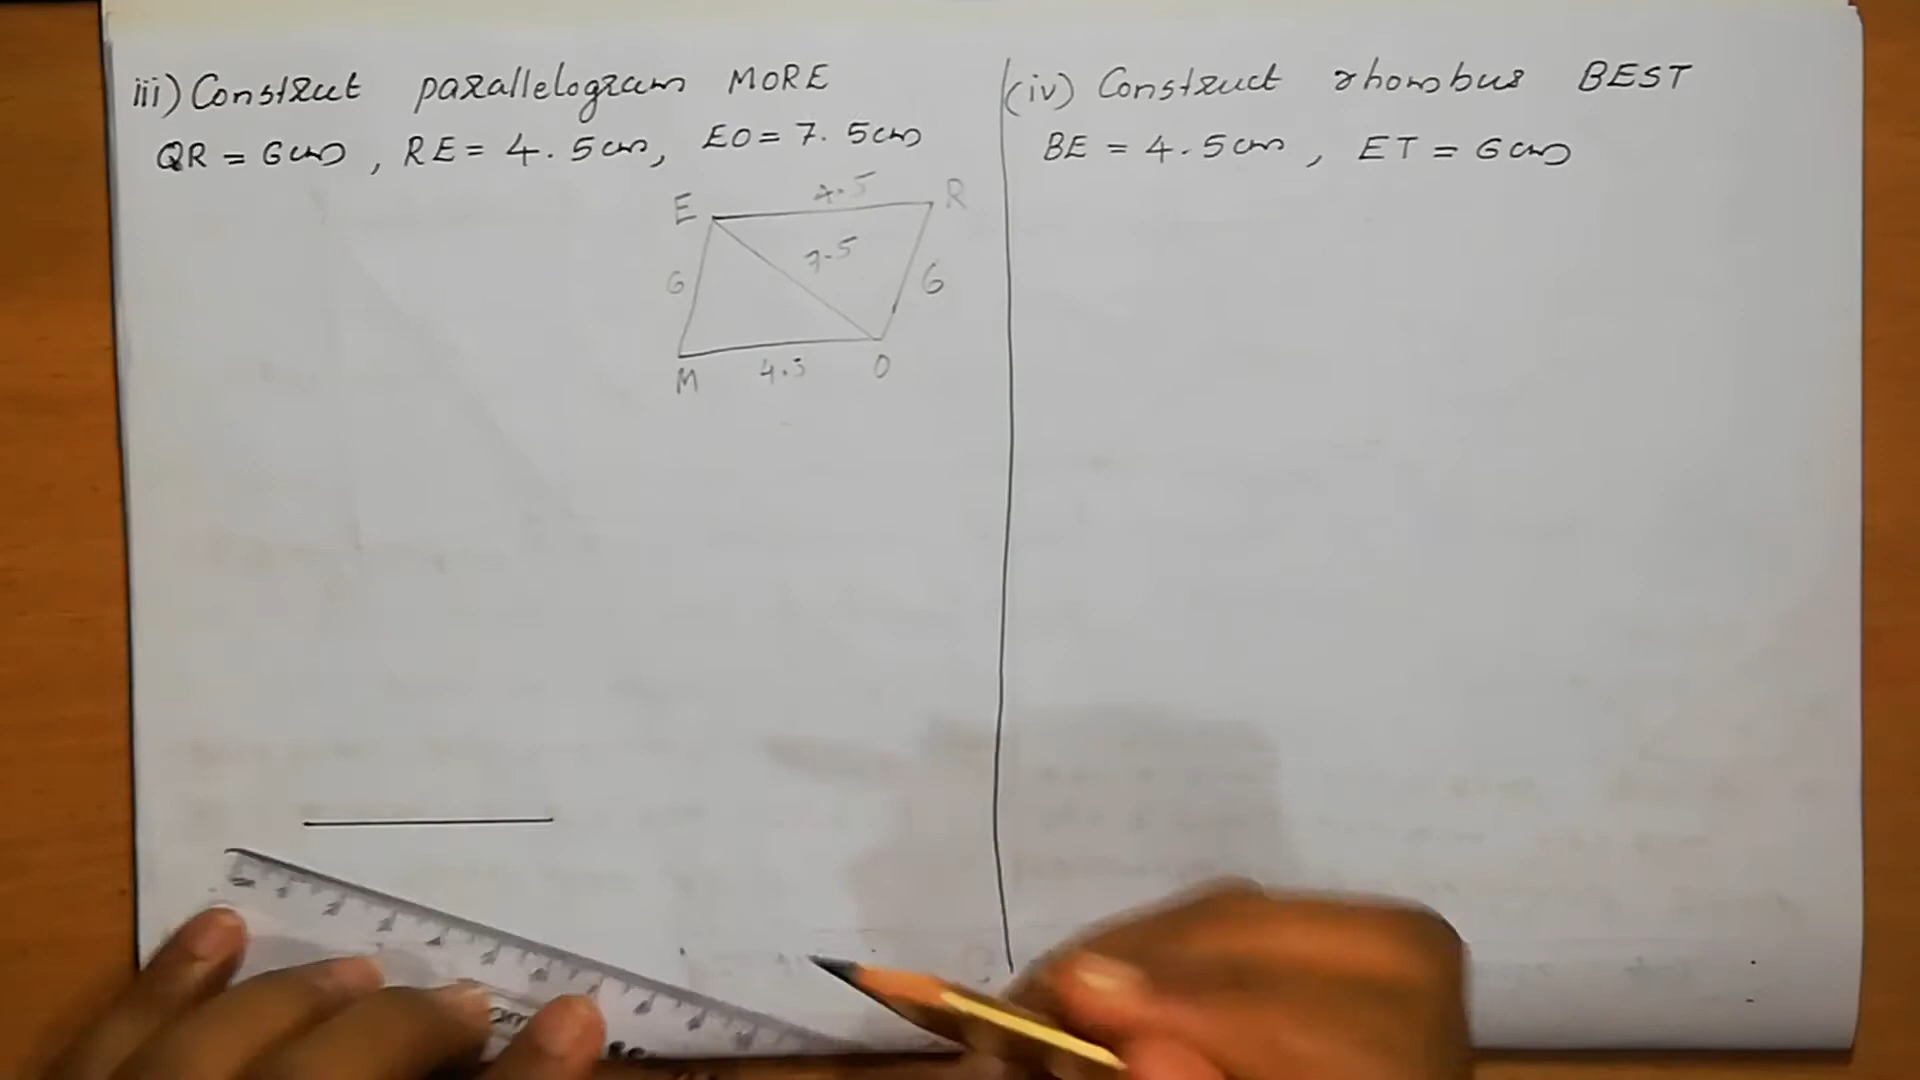 iii) Construct parallelogram MORE
QR = 6cm, RE = 4.5cm, EO = 7.5cm
E 4.5 R
7.5
6 6
M 4.5 O
(iv) Construct rhombus BEST
BE = 4.5cm, ET = 6cm